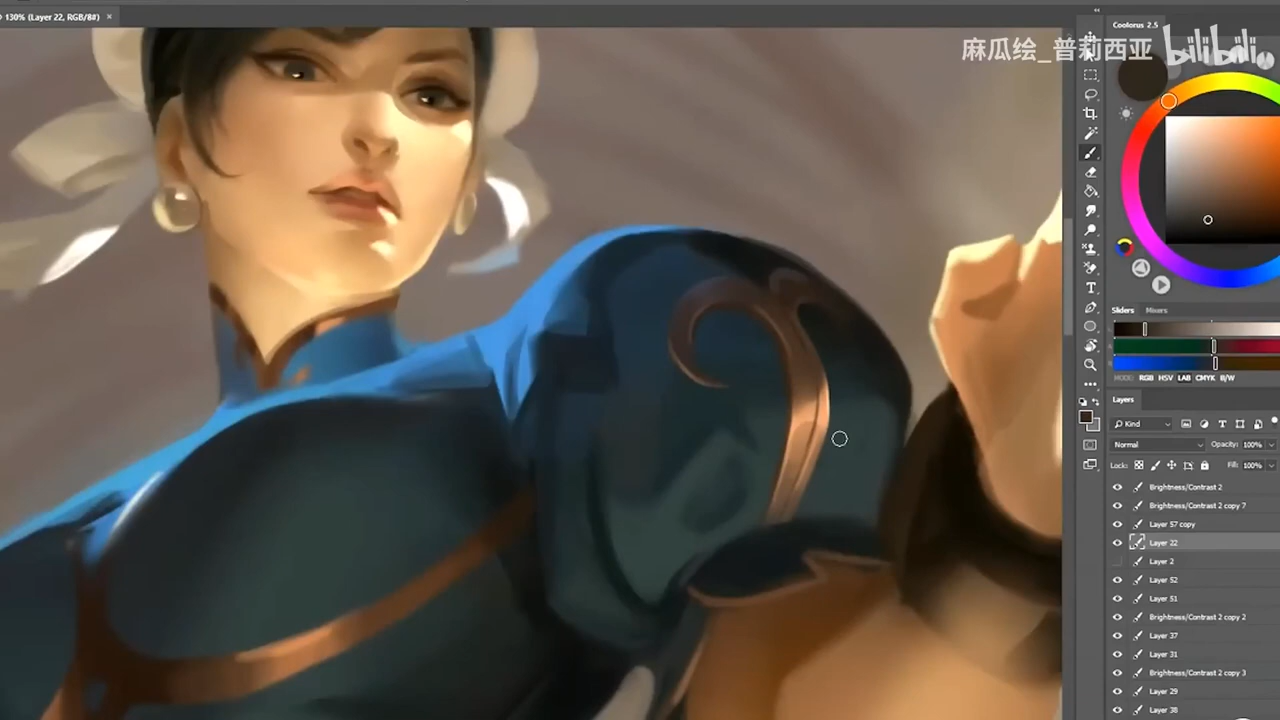 130% (Layer 22, RGB/8#) ×
Coolorus 2.5
麻瓜绘_普莉西亚 bilibili
Sliders Mixers
MODE: RGB HSV LAB CMYK B/W
Layers
Kind
Normal Opacity: 100%
Lock: Fill: 100%
Brightness/Contrast 2
Brightness/Contrast 2 copy 7
Layer 57 copy
Layer 22
Layer 2
Layer 52
Layer 51
Brightness/Contrast 2 copy 2
Layer 37
Layer 31
Brightness/Contrast 2 copy 3
Layer 29
Layer 38